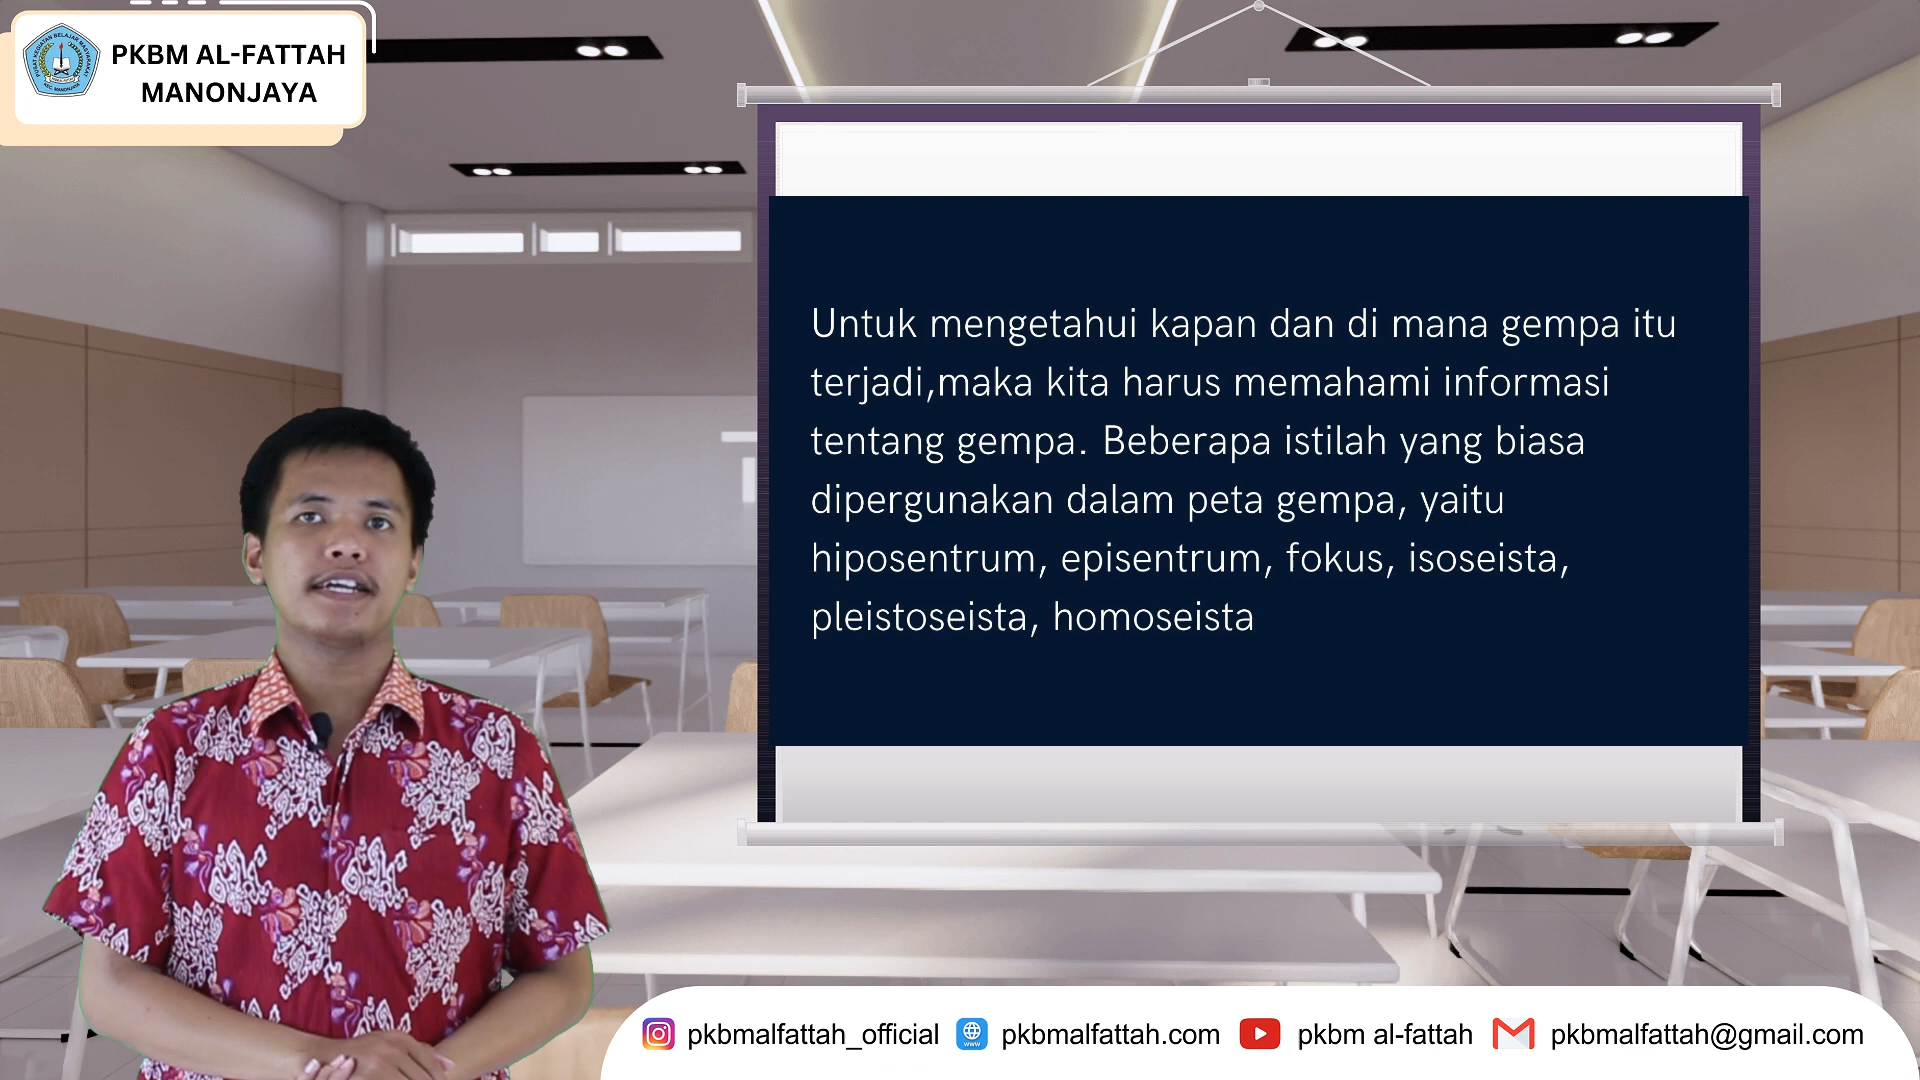 PKBM AL-FATTAH
MANONJAYA
Untuk mengetahui kapan dan di mana gempa itu
terjadi,maka kita harus memahami informasi
tentang gempa. Beberapa istilah yang biasa
dipergunakan dalam peta gempa, yaitu
hiposentrum, episentrum, fokus, isoseista,
pleistoseista, homoseista
pkbmalfattah_official
www
pkbmalfattah.com
pkbm al-fattah
pkbmalfattah@gmail.com